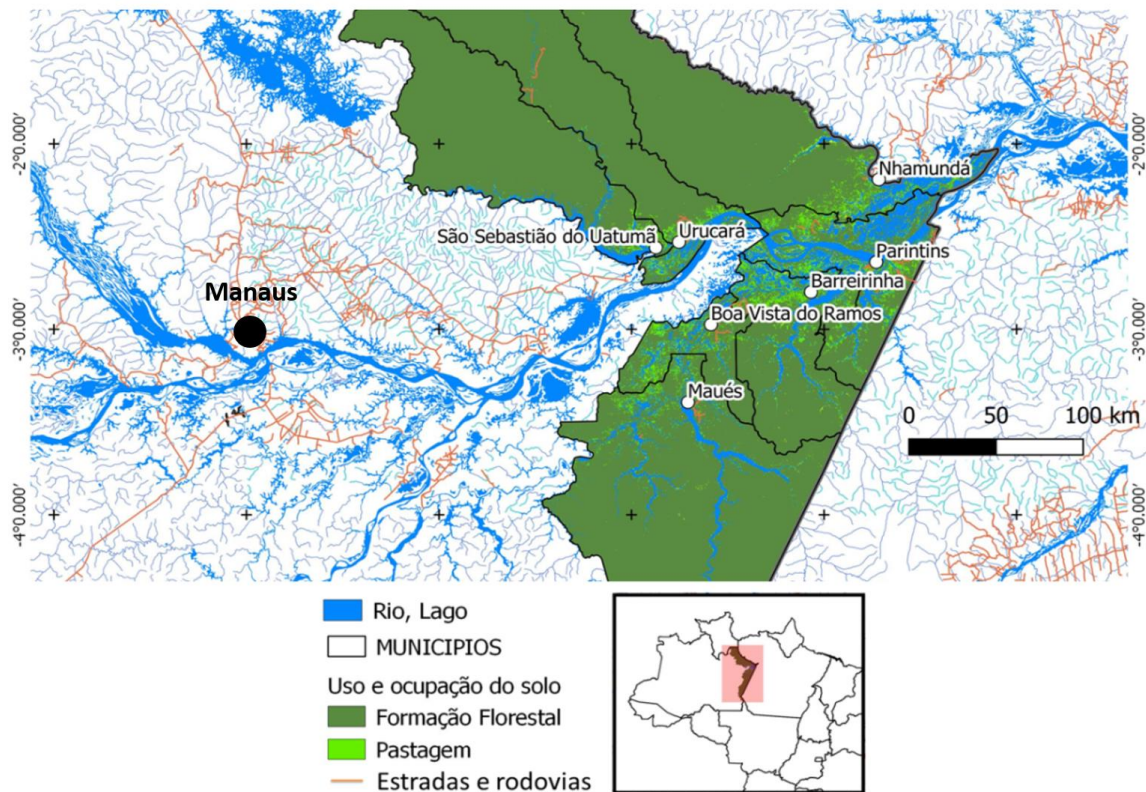 -2°0.000'
-2°0.000'
Nhamundá
São Sebastião do Uatumã
Urucará
Parintins
Manaus
Barreirinha
Boa Vista do Ramos
-3°0.000'
-3°0.000'
Maués
0 50 100 km
-4°0.000'
-4°0.000'
Rio, Lago
MUNICIPIOS
Uso e ocupação do solo
Formação Florestal
Pastagem
Estradas e rodovias